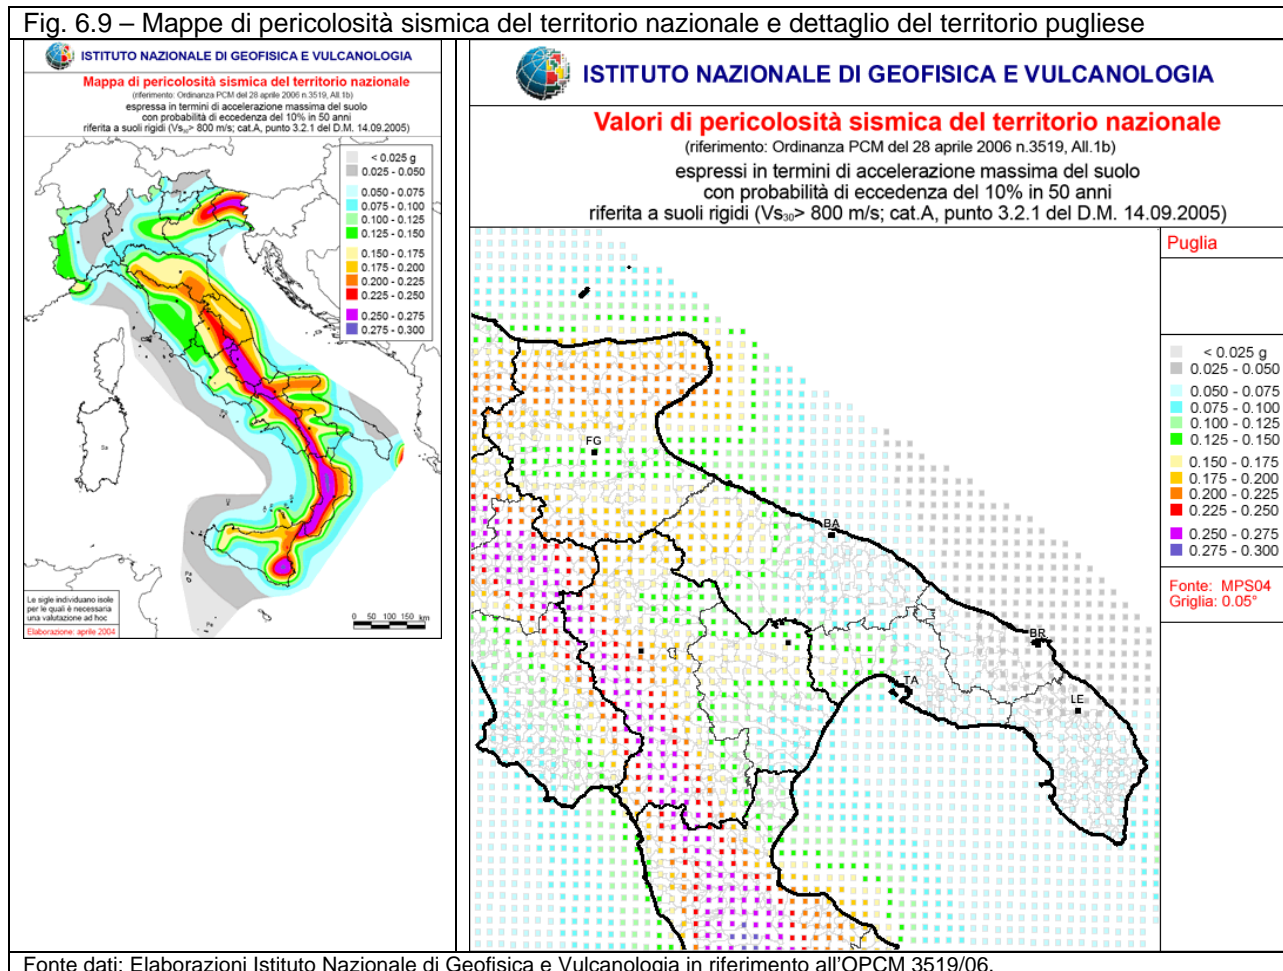 Fig. 6.9 – Mappe di pericolosità sismica del territorio nazionale e dettaglio del territorio pugliese
ISTITUTO NAZIONALE DI GEOFISICA E VULCANOLOGIA
Mappa di pericolosità sismica del territorio nazionale
(riferimento: Ordinanza PCM del 28 aprile 2006 n.3519, All.1b)
espressa in termini di accelerazione massima del suolo
con probabilità di eccedenza del 10% in 50 anni
riferita a suoli rigidi (Vs₃₀> 800 m/s; cat.A, punto 3.2.1 del D.M. 14.09.2005)
< 0.025 g
0.025 - 0.050
0.050 - 0.075
0.075 - 0.100
0.100 - 0.125
0.125 - 0.150
0.150 - 0.175
0.175 - 0.200
0.200 - 0.225
0.225 - 0.250
0.250 - 0.275
0.275 - 0.300
Le sigle individuano isole
per le quali è necessaria
una valutazione ad hoc
Elaborazione: aprile 2004
0 50 100 150 km
ISTITUTO NAZIONALE DI GEOFISICA E VULCANOLOGIA
Valori di pericolosità sismica del territorio nazionale
(riferimento: Ordinanza PCM del 28 aprile 2006 n.3519, All.1b)
espressi in termini di accelerazione massima del suolo
con probabilità di eccedenza del 10% in 50 anni
riferita a suoli rigidi (Vs₃₀> 800 m/s; cat.A, punto 3.2.1 del D.M. 14.09.2005)
FG
BA
BR
TA
LE
Puglia
< 0.025 g
0.025 - 0.050
0.050 - 0.075
0.075 - 0.100
0.100 - 0.125
0.125 - 0.150
0.150 - 0.175
0.175 - 0.200
0.200 - 0.225
0.225 - 0.250
0.250 - 0.275
0.275 - 0.300
Fonte: MPS04
Griglia: 0.05°
Fonte dati: Elaborazioni Istituto Nazionale di Geofisica e Vulcanologia in riferimento all'OPCM 3519/06.